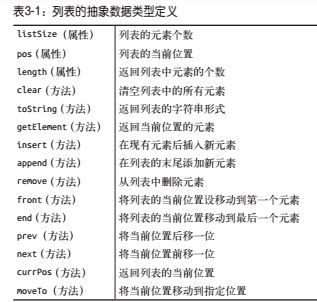 表3-1：列表的抽象数据类型定义
listSize（属性） 列表的元素个数
pos（属性） 列表的当前位置
length（属性） 返回列表中元素的个数
clear（方法） 清空列表中的所有元素
toString（方法） 返回列表的字符串形式
getElement（方法） 返回当前位置的元素
insert（方法） 在现有元素后插入新元素
append（方法） 在列表的末尾添加新元素
remove（方法） 从列表中删除元素
front（方法） 将列表的当前位置设移动到第一个元素
end（方法） 将列表的当前位置移动到最后一个元素
prev（方法） 将当前位置后移一位
next（方法） 将当前位置前移一位
currPos（方法） 返回列表的当前位置
moveTo（方法） 将当前位置移动到指定位置